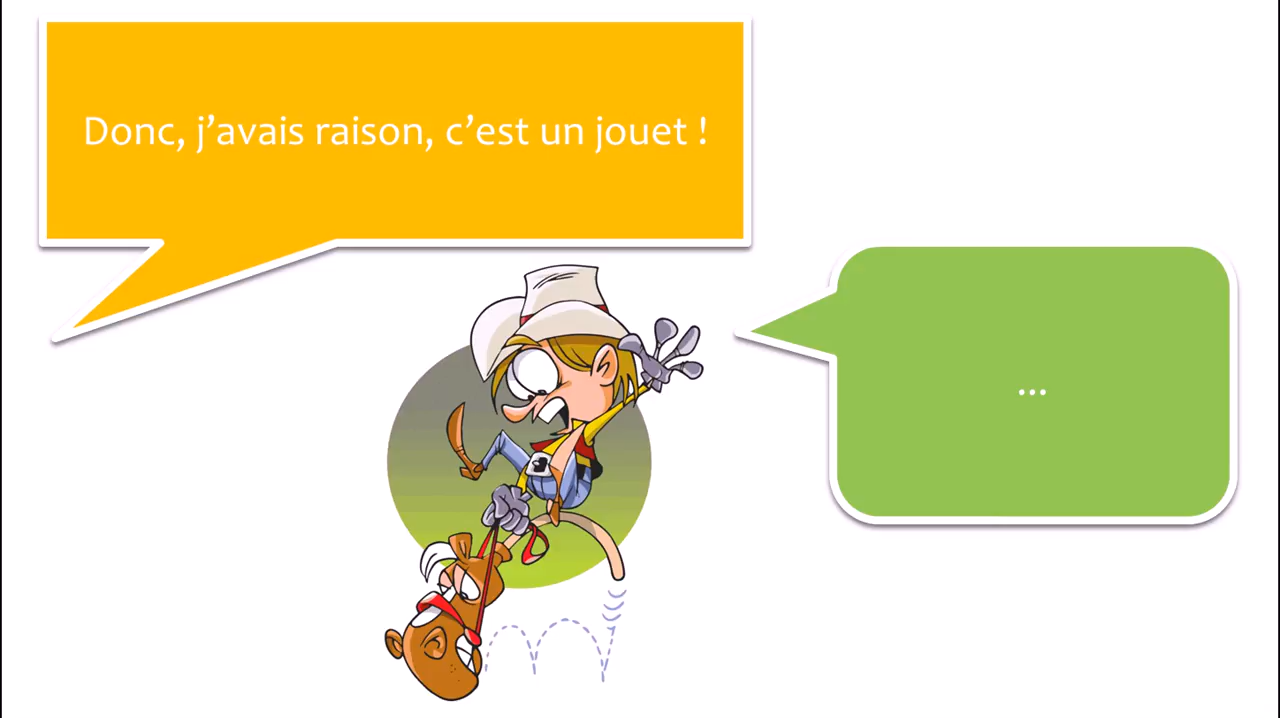 Donc, j’avais raison, c’est un jouet !
...